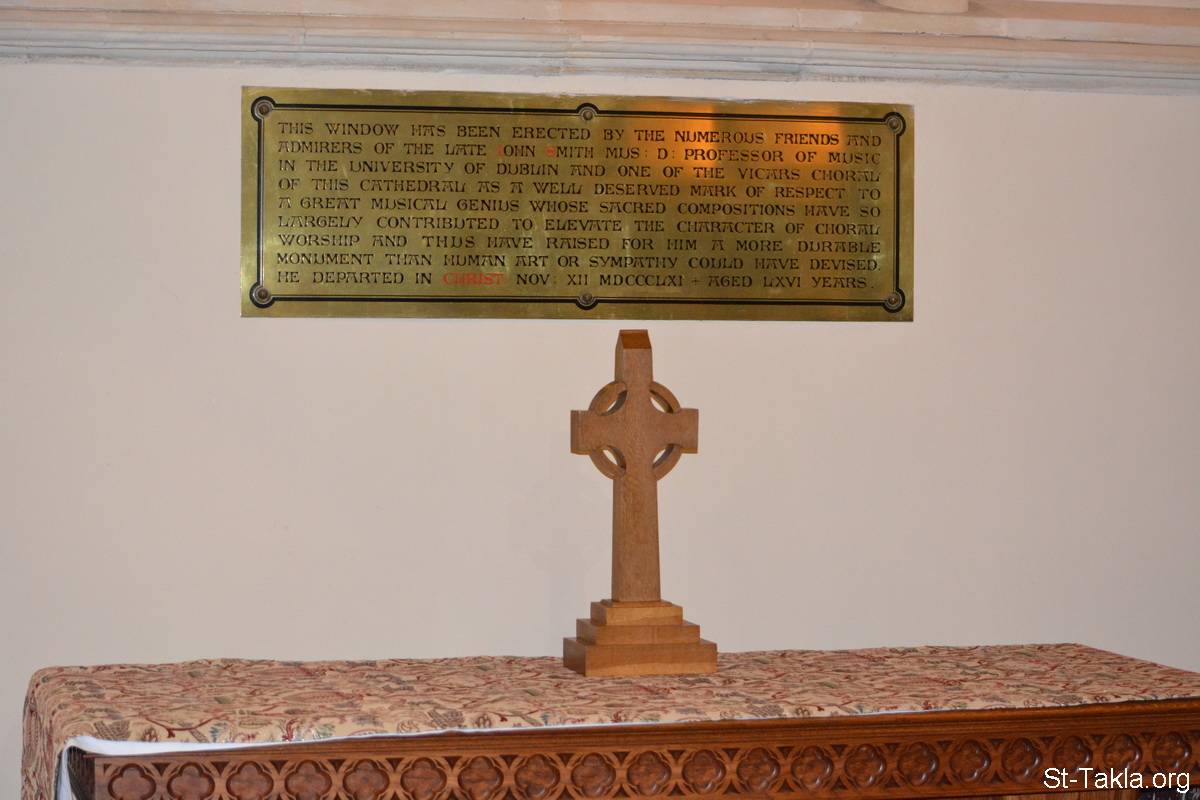 THIS WINDOW HAS BEEN ERECTED BY THE NUMEROUS FRIENDS AND
ADMIRERS OF THE LATE JOHN SMITH MUS: D: PROFESSOR OF MUSIC
IN THE UNIVERSITY OF DUBLIN AND ONE OF THE VICARS CHORAL
OF THIS CATHEDRAL AS A WELL DESERVED MARK OF RESPECT TO
A GREAT MUSICAL GENIUS WHOSE SACRED COMPOSITIONS HAVE SO
LARGELY CONTRIBUTED TO ELEVATE THE CHARACTER OF CHORAL
WORSHIP AND THUS HAVE RAISED FOR HIM A MORE DURABLE
MONUMENT THAN HUMAN ART OR SYMPATHY COULD HAVE DEVISED.
HE DEPARTED IN CHRIST NOV: XII MDCCCLXI + AGED LXVI YEARS.
St-Takla.org